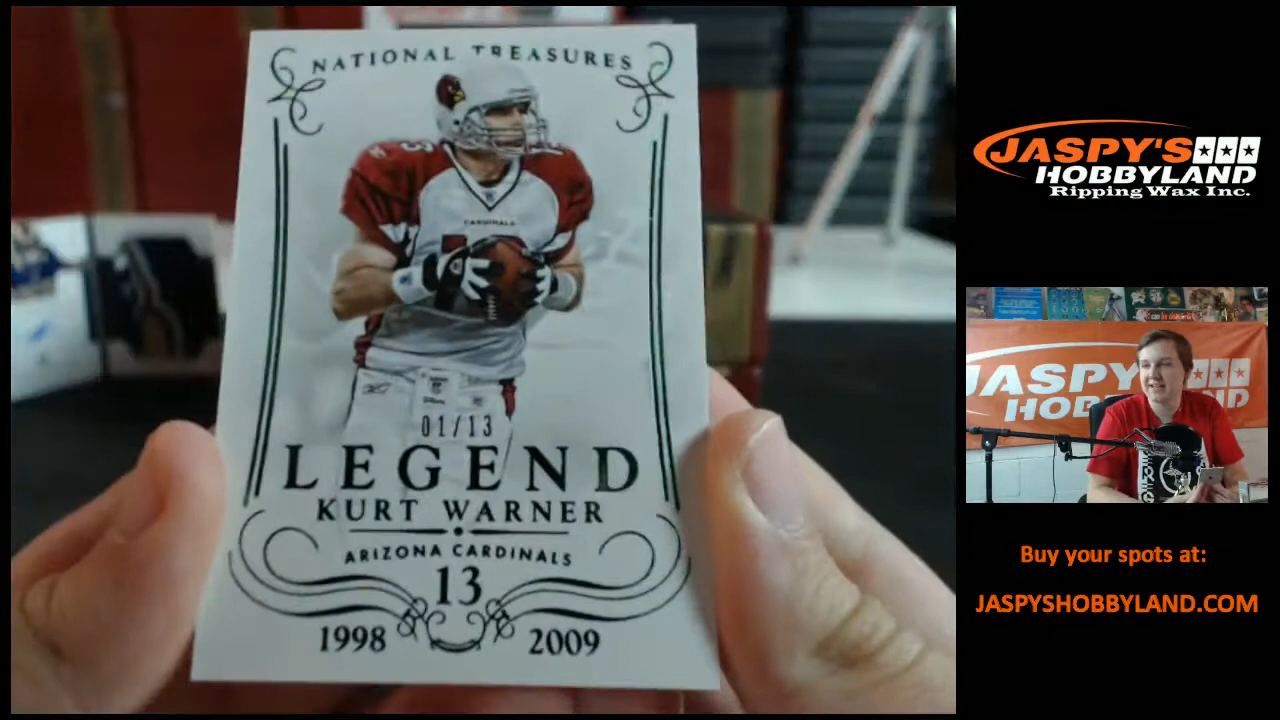 NATIONAL TREASURES
CARDINALS
01/13
LEGEND
KURT WARNER
ARIZONA CARDINALS
13
1998 2009
JASPY'S
HOBBYLAND
Ripping Wax Inc.
JASPY
HOB
D
Buy your spots at:
JASPYSHOBBYLAND.COM